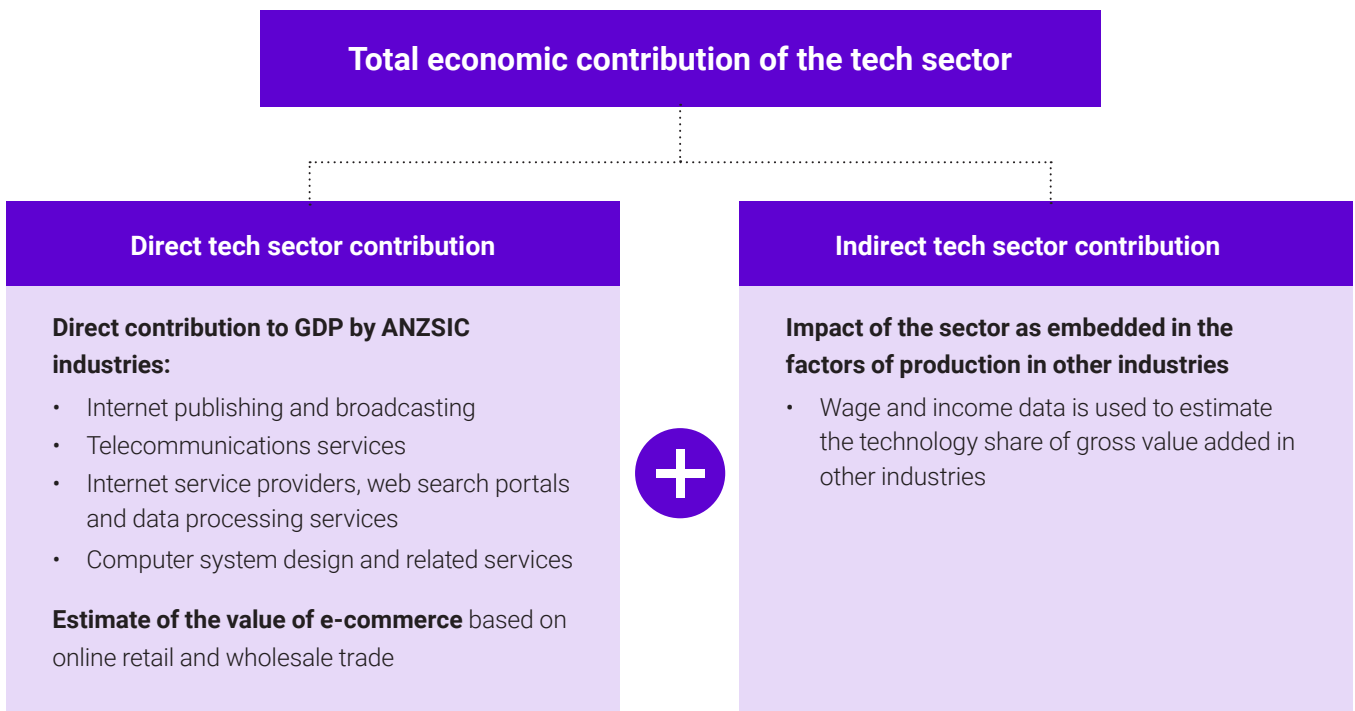 Total economic contribution of the tech sector
Direct tech sector contribution
Direct contribution to GDP by ANZSIC
industries:
• Internet publishing and broadcasting
• Telecommunications services
• Internet service providers, web search portals
and data processing services
• Computer system design and related services
Estimate of the value of e-commerce based on
online retail and wholesale trade
+
Indirect tech sector contribution
Impact of the sector as embedded in the
factors of production in other industries
• Wage and income data is used to estimate
the technology share of gross value added in
other industries